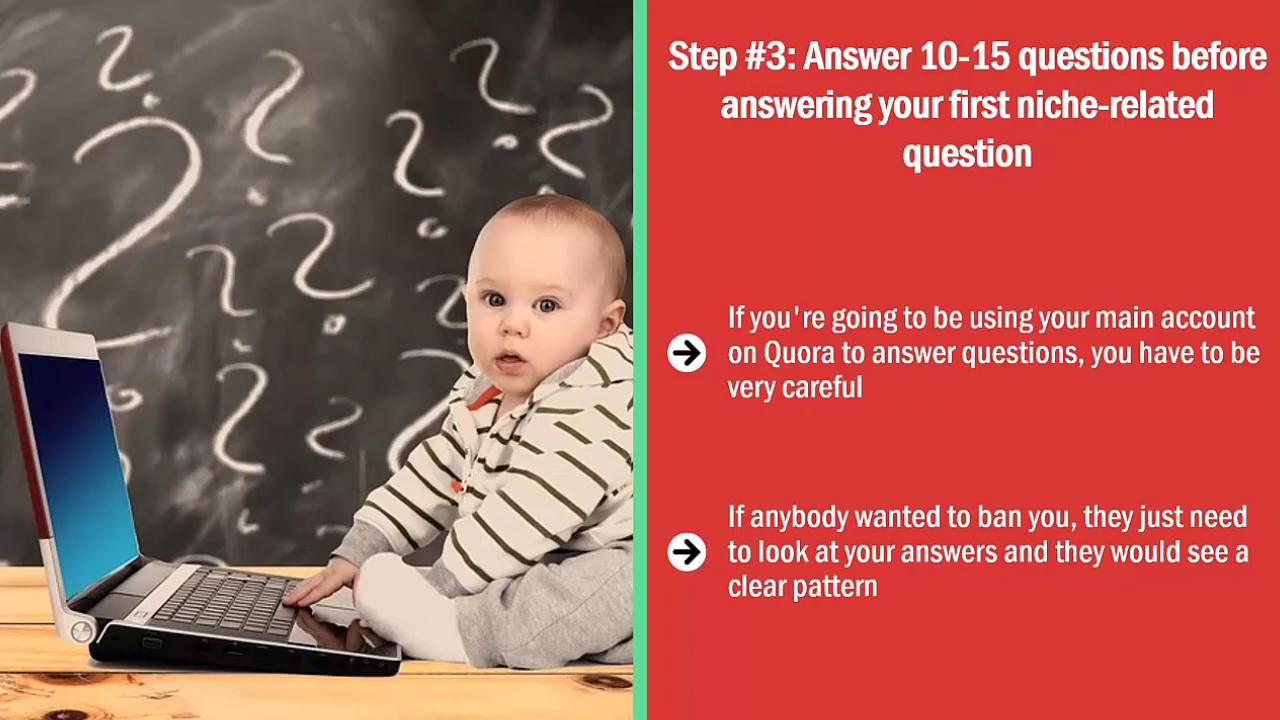 Step #3: Answer 10-15 questions before
answering your first niche-related
question
If you're going to be using your main account
on Quora to answer questions, you have to be
very careful
If anybody wanted to ban you, they just need
to look at your answers and they would see a
clear pattern